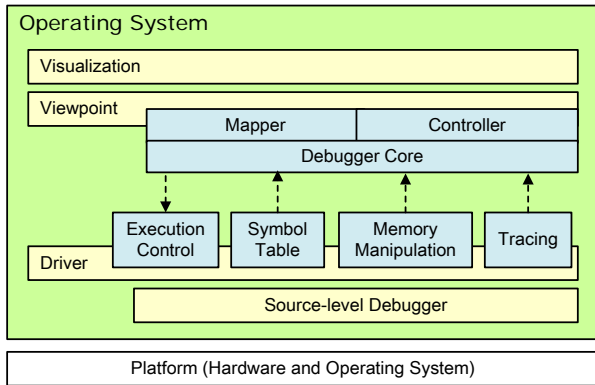 Operating System
Visualization
Viewpoint
Mapper
Controller
Debugger Core
Execution
Control
Symbol
Table
Memory
Manipulation
Tracing
Driver
Source-level Debugger
Platform (Hardware and Operating System)